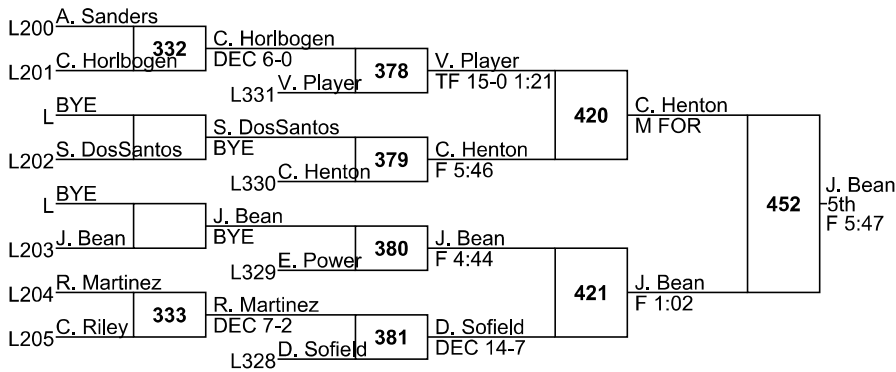 L200 A. Sanders
332
L201 C. Horlbogen
C. Horlbogen
DEC 6-0
L331 V. Player
378
V. Player
TF 15-0 1:21
L BYE
L202 S. DosSantos
S. DosSantos
BYE
L330 C. Henton
379
C. Henton
F 5:46
420
C. Henton
M FOR
L BYE
L203 J. Bean
J. Bean
BYE
L329 E. Power
380
J. Bean
F 4:44
L204 R. Martinez
333
L205 C. Riley
R. Martinez
DEC 7-2
L328 D. Sofield
381
D. Sofield
DEC 14-7
421
J. Bean
F 1:02
452
J. Bean
5th
F 5:47